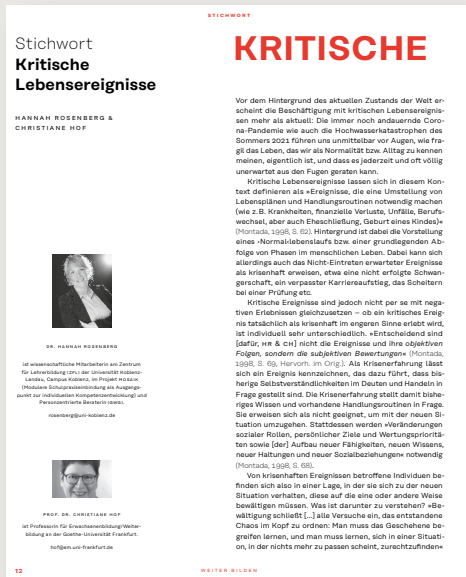 STICHWORT
Stichwort
Kritische
Lebensereignisse
HANNAH ROSENBERG &
CHRISTIANE HOF
DR. HANNAH ROSENBERG
ist wissenschaftliche Mitarbeiterin am Zentrum
für Lehrerbildung (ZFL) der Universität Koblenz-
Landau, Campus Koblenz, im Projekt MOSAIK
(Modulare Schulpraxiseinbindung als Ausgangs-
punkt zur individuellen Kompetenzentwicklung) und
Personzentrierte Beraterin (GWG).
rosenberg@uni-koblenz.de
PROF. DR. CHRISTIANE HOF
ist Professorin für Erwachsenenbildung/Weiter-
bildung an der Goethe-Universität Frankfurt.
hof@em.uni-frankfurt.de
KRITISCHE
Vor dem Hintergrund des aktuellen Zustands der Welt er-
scheint die Beschäftigung mit kritischen Lebensereignis-
sen mehr als aktuell: Die immer noch andauernde Coro-
na-Pandemie wie auch die Hochwasserkatastrophen des
Sommers 2021 führen uns unmittelbar vor Augen, wie fra-
gil das Leben, das wir als Normalität bzw. Alltag zu kennen
meinen, eigentlich ist, und dass es jederzeit und oft völlig
unerwartet aus den Fugen geraten kann.
Kritische Lebensereignisse lassen sich in diesem Kon-
text definieren als »Ereignisse, die eine Umstellung von
Lebensplänen und Handlungsroutinen notwendig machen
(wie z.B. Krankheiten, finanzielle Verluste, Unfälle, Berufs-
wechsel, aber auch Eheschließung, Geburt eines Kindes)«
(Montada, 1998, S. 62). Hintergrund ist dabei die Vorstellung
eines ›Normal‹lebenslaufs bzw. einer grundlegenden Ab-
folge von Phasen im menschlichen Leben. Dabei kann sich
allerdings auch das Nicht-Eintreten erwarteter Ereignisse
als krisenhaft erweisen, etwa eine nicht erfolgte Schwan-
gerschaft, ein verpasster Karriereaufstieg, das Scheitern
bei einer Prüfung etc.
Kritische Ereignisse sind jedoch nicht per se mit nega-
tiven Erlebnissen gleichzusetzen – ob ein kritisches Ereig-
nis tatsächlich als krisenhaft im engeren Sinne erlebt wird,
ist individuell sehr unterschiedlich. »Entscheidend sind
[dafür, HR & CH] nicht die Ereignisse und ihre objektiven
Folgen, sondern die subjektiven Bewertungen« (Montada,
1998, S. 69, Hervorh. im Orig.). Als Krisenerfahrung lässt
sich ein Ereignis kennzeichnen, das dazu führt, dass bis-
herige Selbstverständlichkeiten im Deuten und Handeln in
Frage gestellt sind. Die Krisenerfahrung stellt damit bishe-
riges Wissen und vorhandene Handlungsroutinen in Frage.
Sie erweisen sich als nicht geeignet, um mit der neuen Si-
tuation umzugehen. Stattdessen werden »Veränderungen
sozialer Rollen, persönlicher Ziele und Wertungspriorità-
ten sowie [der] Aufbau neuer Fähigkeiten, neuen Wissens,
neuer Haltungen und neuer Sozialbeziehungen« notwendig
(Montada, 1998, S. 68).
Von krisenhaften Ereignissen betroffene Individuen be-
finden sich also in einer Lage, in der sie sich zu der neuen
Situation verhalten, diese auf die eine oder andere Weise
bewältigen müssen. Was ist darunter zu verstehen? »Be-
wältigung schließt […] alle Versuche ein, das entstandene
Chaos im Kopf zu ordnen: Man muss das Geschehene be-
greifen lernen, und man muss lernen, sich in einer Situati-
on, in der nichts mehr zu passen scheint, zurechtzufinden«
12
WEITER BILDEN